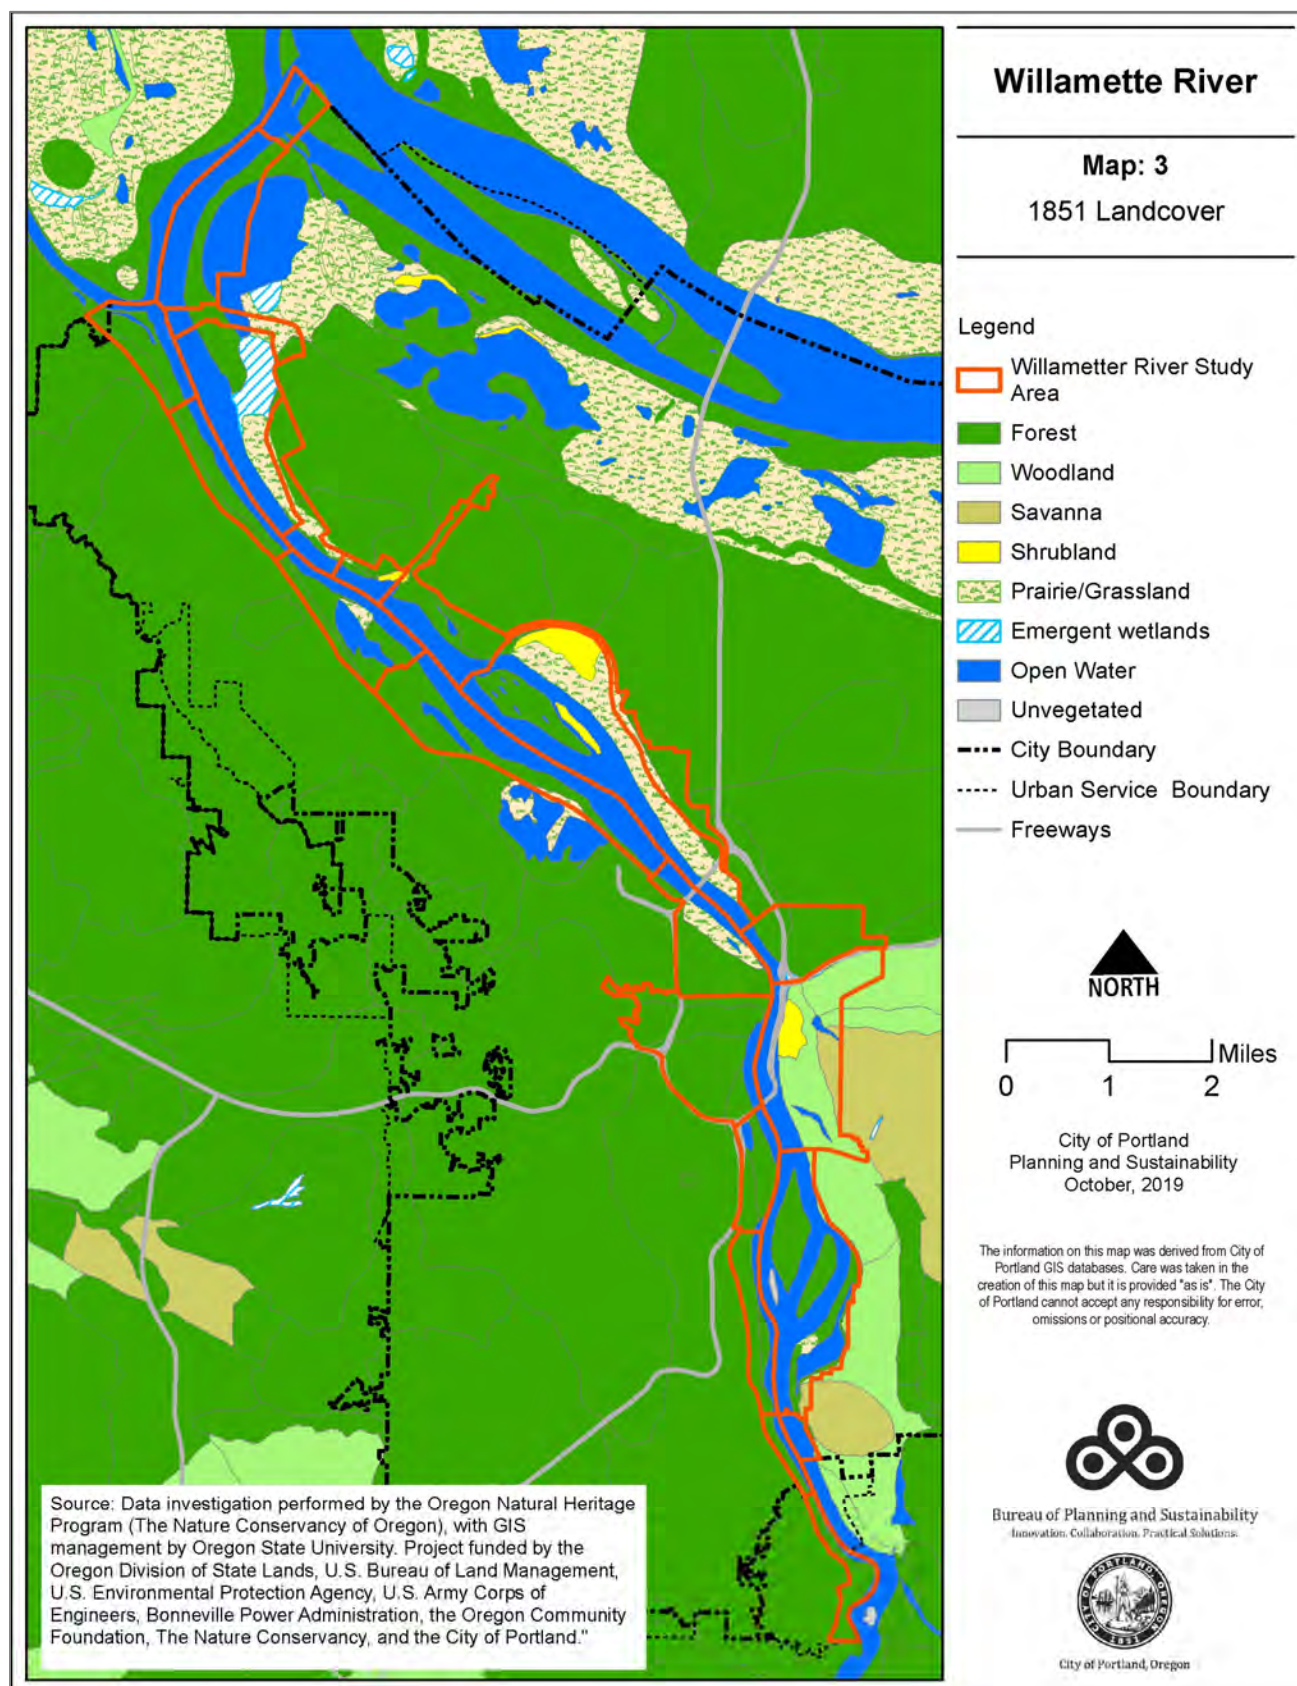 Willamette River
Map: 3
1851 Landcover
Legend
Willametter River Study
Area
Forest
Woodland
Savanna
Shrubland
Prairie/Grassland
Emergent wetlands
Open Water
Unvegetated
City Boundary
Urban Service Boundary
Freeways
NORTH
Miles
0 1 2
City of Portland
Planning and Sustainability
October, 2019
The information on this map was derived from City of
Portland GIS databases. Care was taken in the
creation of this map but it is provided "as is". The City
of Portland cannot accept any responsibility for error,
omissions or positional accuracy.
Bureau of Planning and Sustainability
Innovation. Collaboration. Practical Solutions.
CITY OF PORTLAND, OREGON
1851
City of Portland, Oregon
Source: Data investigation performed by the Oregon Natural Heritage
Program (The Nature Conservancy of Oregon), with GIS
management by Oregon State University. Project funded by the
Oregon Division of State Lands, U.S. Bureau of Land Management,
U.S. Environmental Protection Agency, U.S. Army Corps of
Engineers, Bonneville Power Administration, the Oregon Community
Foundation, The Nature Conservancy, and the City of Portland."